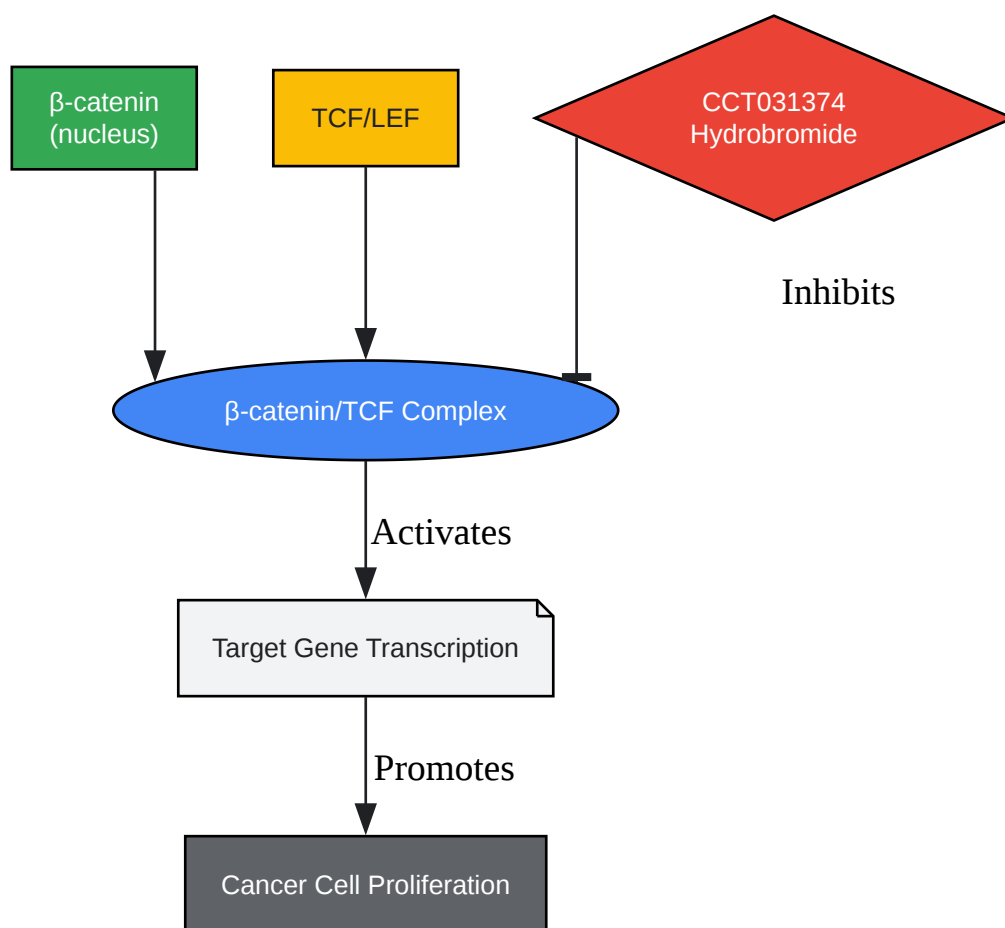 β-catenin
(nucleus)
TCF/LEF
CCT031374
Hydrobromide
Inhibits
β-catenin/TCF Complex
Activates
Target Gene Transcription
Promotes
Cancer Cell Proliferation